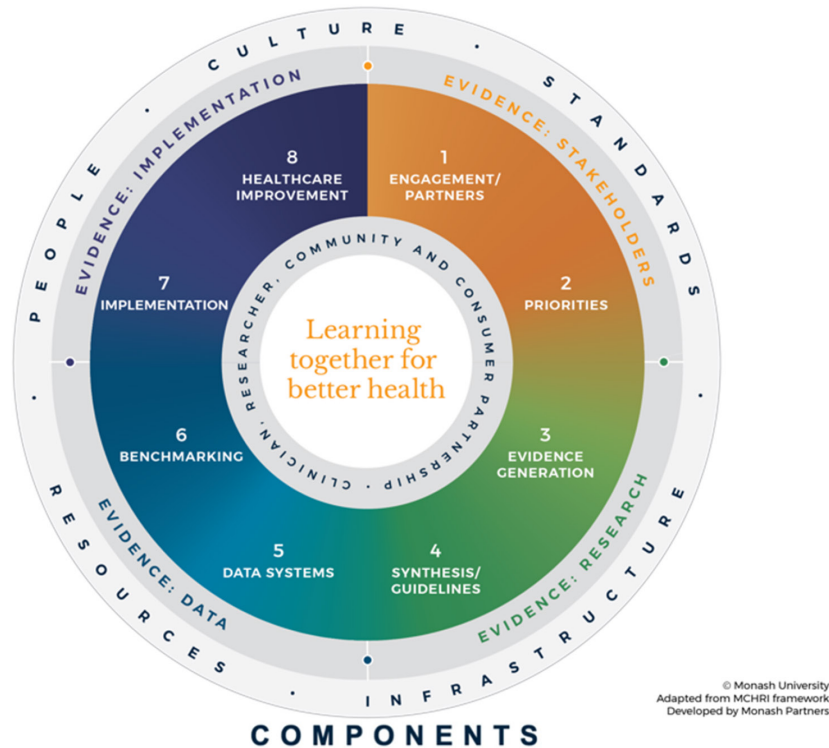 PEOPLE · CULTURE · STANDARDS · INFRASTRUCTURE · RESOURCES ·
EVIDENCE: IMPLEMENTATION
EVIDENCE: STAKEHOLDERS
EVIDENCE: RESEARCH
EVIDENCE: DATA
1
ENGAGEMENT/
PARTNERS
2
PRIORITIES
3
EVIDENCE
GENERATION
4
SYNTHESIS/
GUIDELINES
5
DATA SYSTEMS
6
BENCHMARKING
7
IMPLEMENTATION
8
HEALTHCARE
IMPROVEMENT
CLINICIAN, RESEARCHER, COMMUNITY AND CONSUMER PARTNERSHIP ·
Learning
together for
better health
© Monash University
Adapted from MCHRI framework
Developed by Monash Partners
COMPONENTS